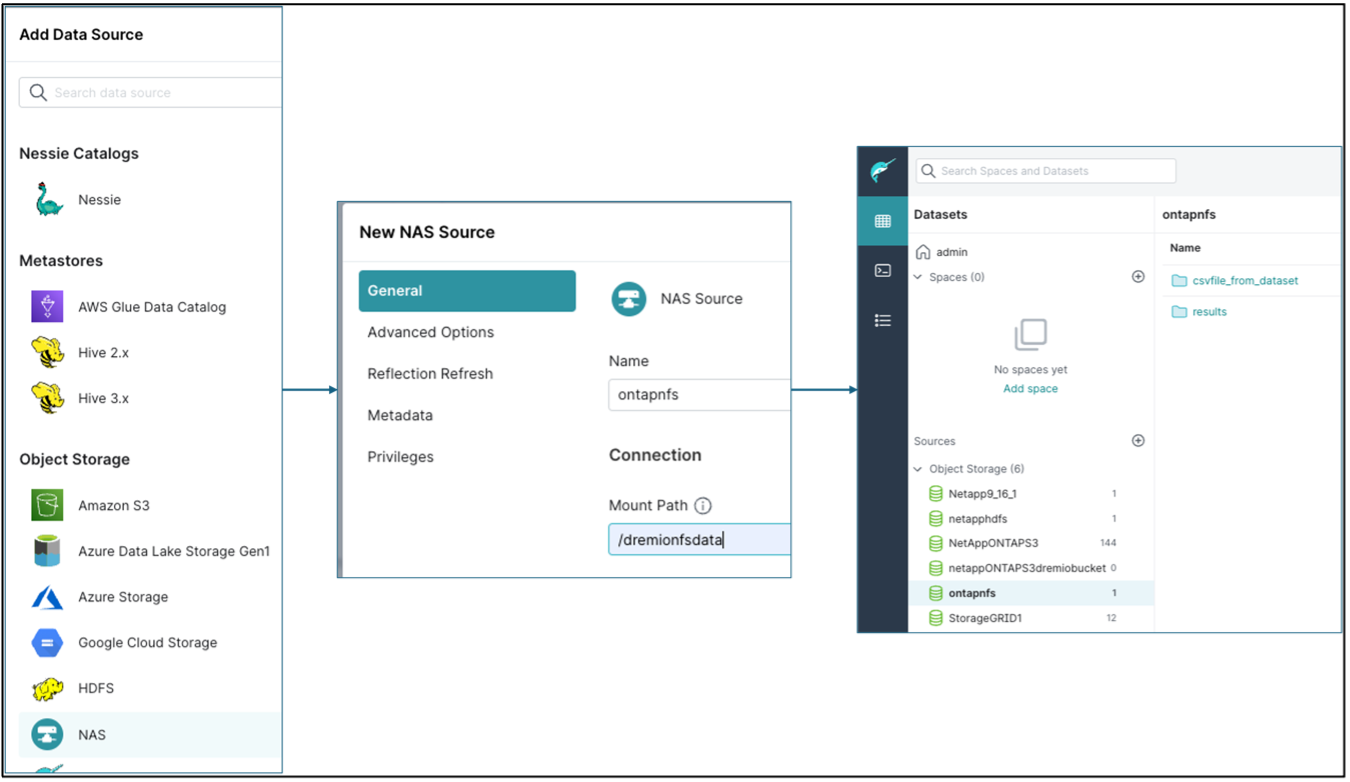 Add Data Source
Search data source
Nessie Catalogs
Nessie
Metastores
AWS Glue Data Catalog
Hive 2.x
Hive 3.x
Object Storage
Amazon S3
Azure Data Lake Storage Gen1
Azure Storage
Google Cloud Storage
HDFS
NAS
New NAS Source
General
Advanced Options
Reflection Refresh
Metadata
Privileges
NAS Source
Name
ontapnfs
Connection
Mount Path
/dremionfsdata
Search Spaces and Datasets
Datasets
admin
Spaces (0)
No spaces yet
Add space
Sources
Object Storage (6)
Netapp9_16_1 1
netapphdfs 1
NetAppONTAPS3 144
netappONTAPS3dremiobucket 0
ontapnfs 1
StorageGRID1 12
ontapnfs
Name
csvfile_from_dataset
results